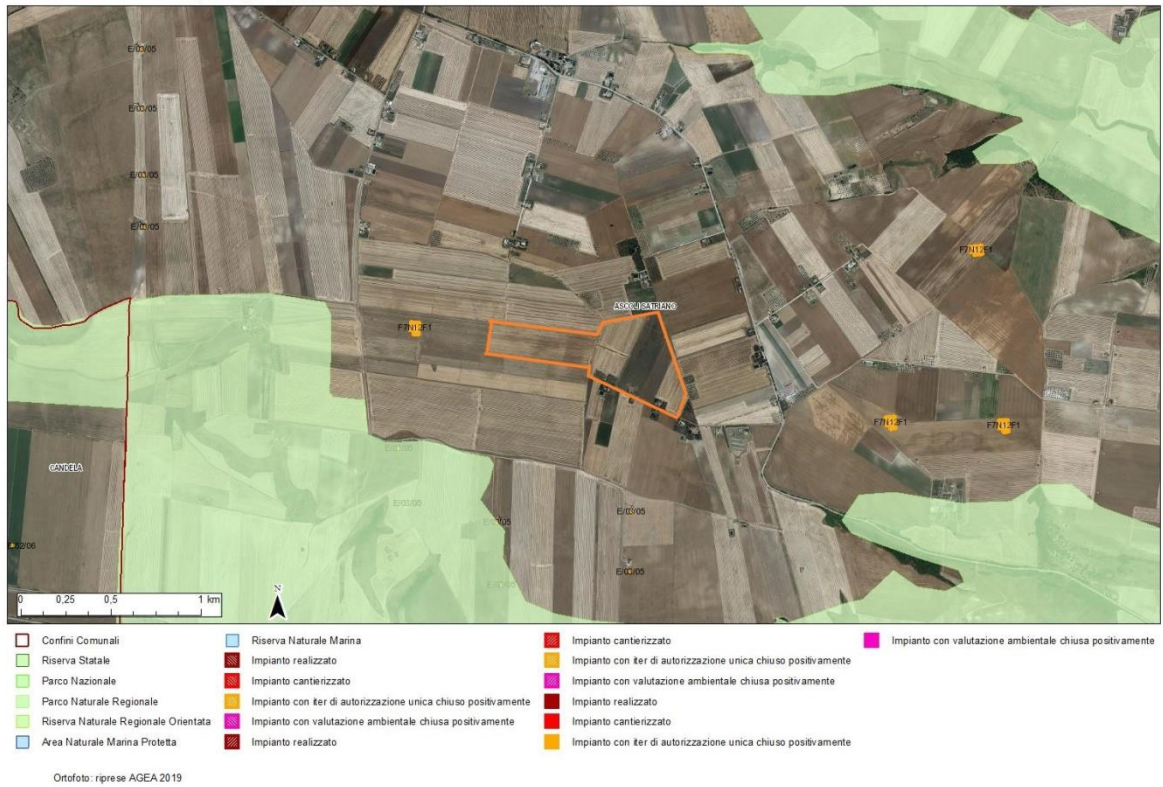 E/03/05
E/03/05
E/03/05
E/03/05
F7N12F1
ASCOLI SATRIANO
F7N12F1
F7N12F1
F7N12F1
CANDELA
E/03/05
E/03/05
E/03/05
N
0 0,25 0,5 1 km
Confini Comunali
Riserva Statale
Parco Nazionale
Parco Naturale Regionale
Riserva Naturale Regionale Orientata
Area Naturale Marina Protetta
Riserva Naturale Marina
Impianto realizzato
Impianto cantierizzato
Impianto con iter di autorizzazione unica chiuso positivamente
Impianto con valutazione ambientale chiusa positivamente
Impianto realizzato
Impianto cantierizzato
Impianto con iter di autorizzazione unica chiuso positivamente
Impianto con valutazione ambientale chiusa positivamente
Impianto realizzato
Impianto cantierizzato
Impianto con iter di autorizzazione unica chiuso positivamente
Impianto con valutazione ambientale chiusa positivamente
Ortofoto: riprese AGEA 2019